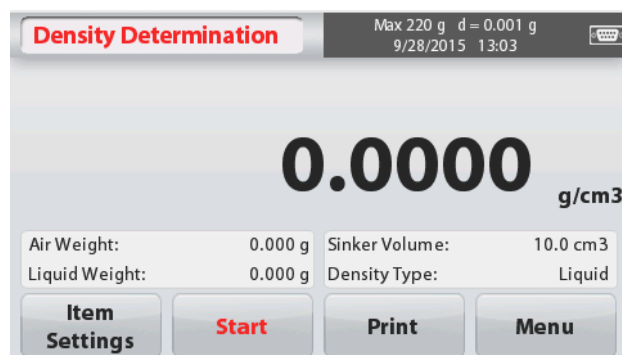 Density Determination
Max 220 g d = 0.001 g
9/28/2015 13:03
0.0000
g/cm3
Air Weight: 0.000 g
Liquid Weight: 0.000 g
Sinker Volume: 10.0 cm3
Density Type: Liquid
Item
Settings
Start
Print
Menu